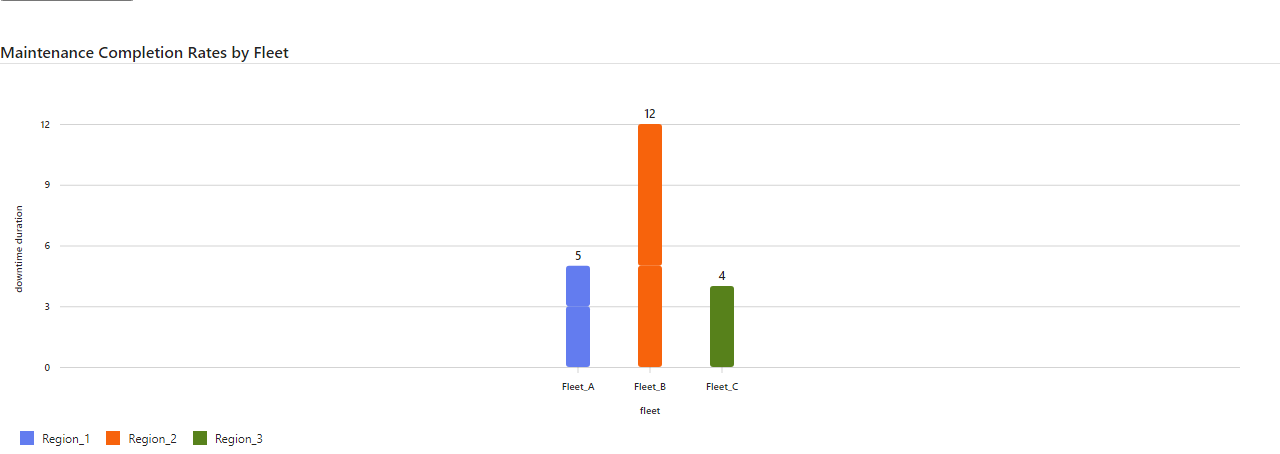 Maintenance Completion Rates by Fleet
12
12
9
6
5
4
3
0
downtime duration
Fleet_A Fleet_B Fleet_C
fleet
Region_1 Region_2 Region_3